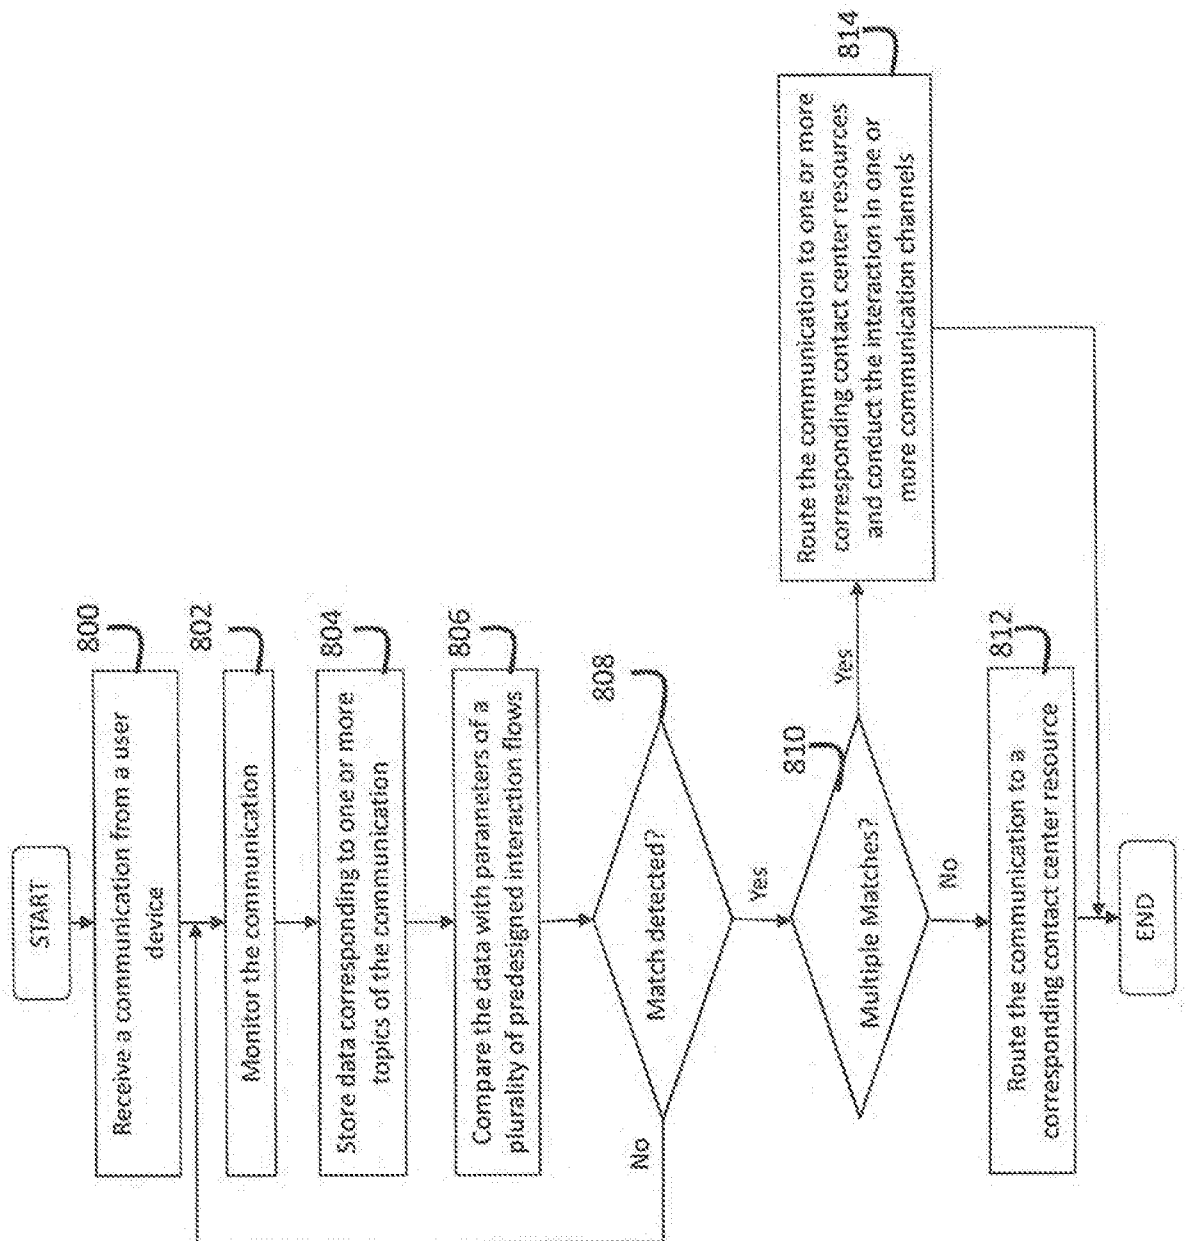 START
800
Receive a communication from a user
device
802
Monitor the communication
804
Store data corresponding to one or more
topics of the communication
806
Compare the data with parameters of a
plurality of predesigned interaction flows
808
Match detected?
No
Yes
810
Multiple Matches?
Yes
No
814
Route the communication to one or more
corresponding contact center resources
and conduct the interaction in one or
more communication channels
812
Route the communication to a
corresponding contact center resource
END